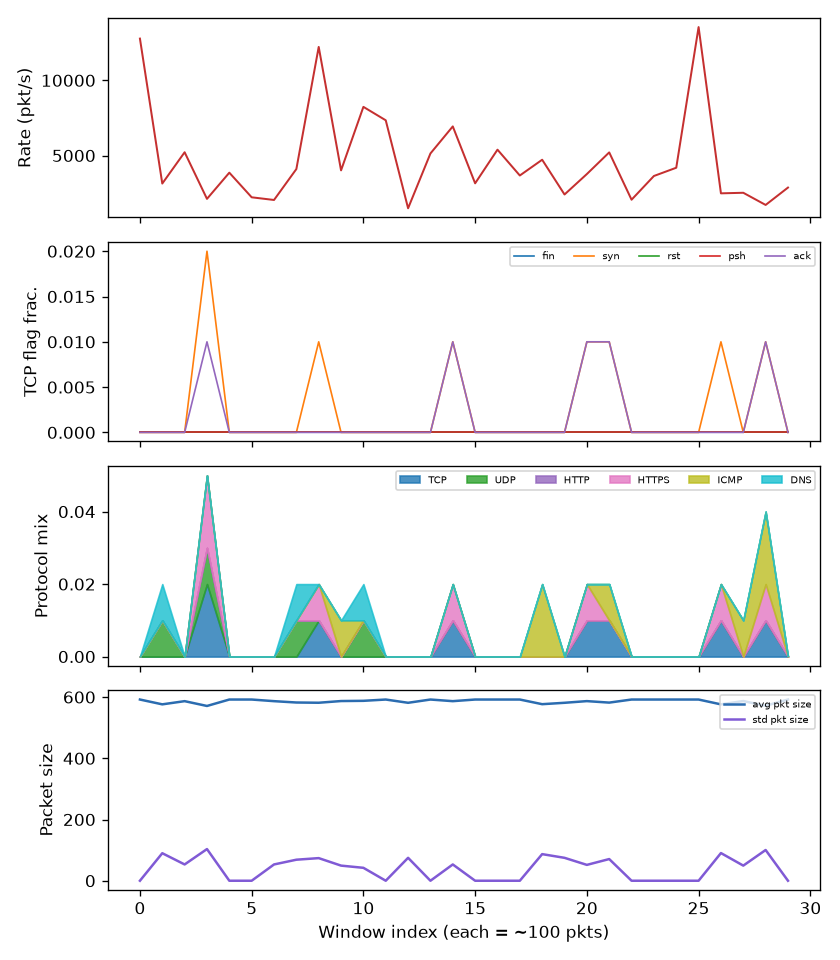 Rate (pkt/s)
10000
5000
TCP flag frac.
0.020
0.015
0.010
0.005
0.000
fin syn rst psh ack
Protocol mix
0.04
0.02
0.00
TCP UDP HTTP HTTPS ICMP DNS
Packet size
600
400
200
0
avg pkt size
std pkt size
0 5 10 15 20 25 30
Window index (each = ~100 pkts)